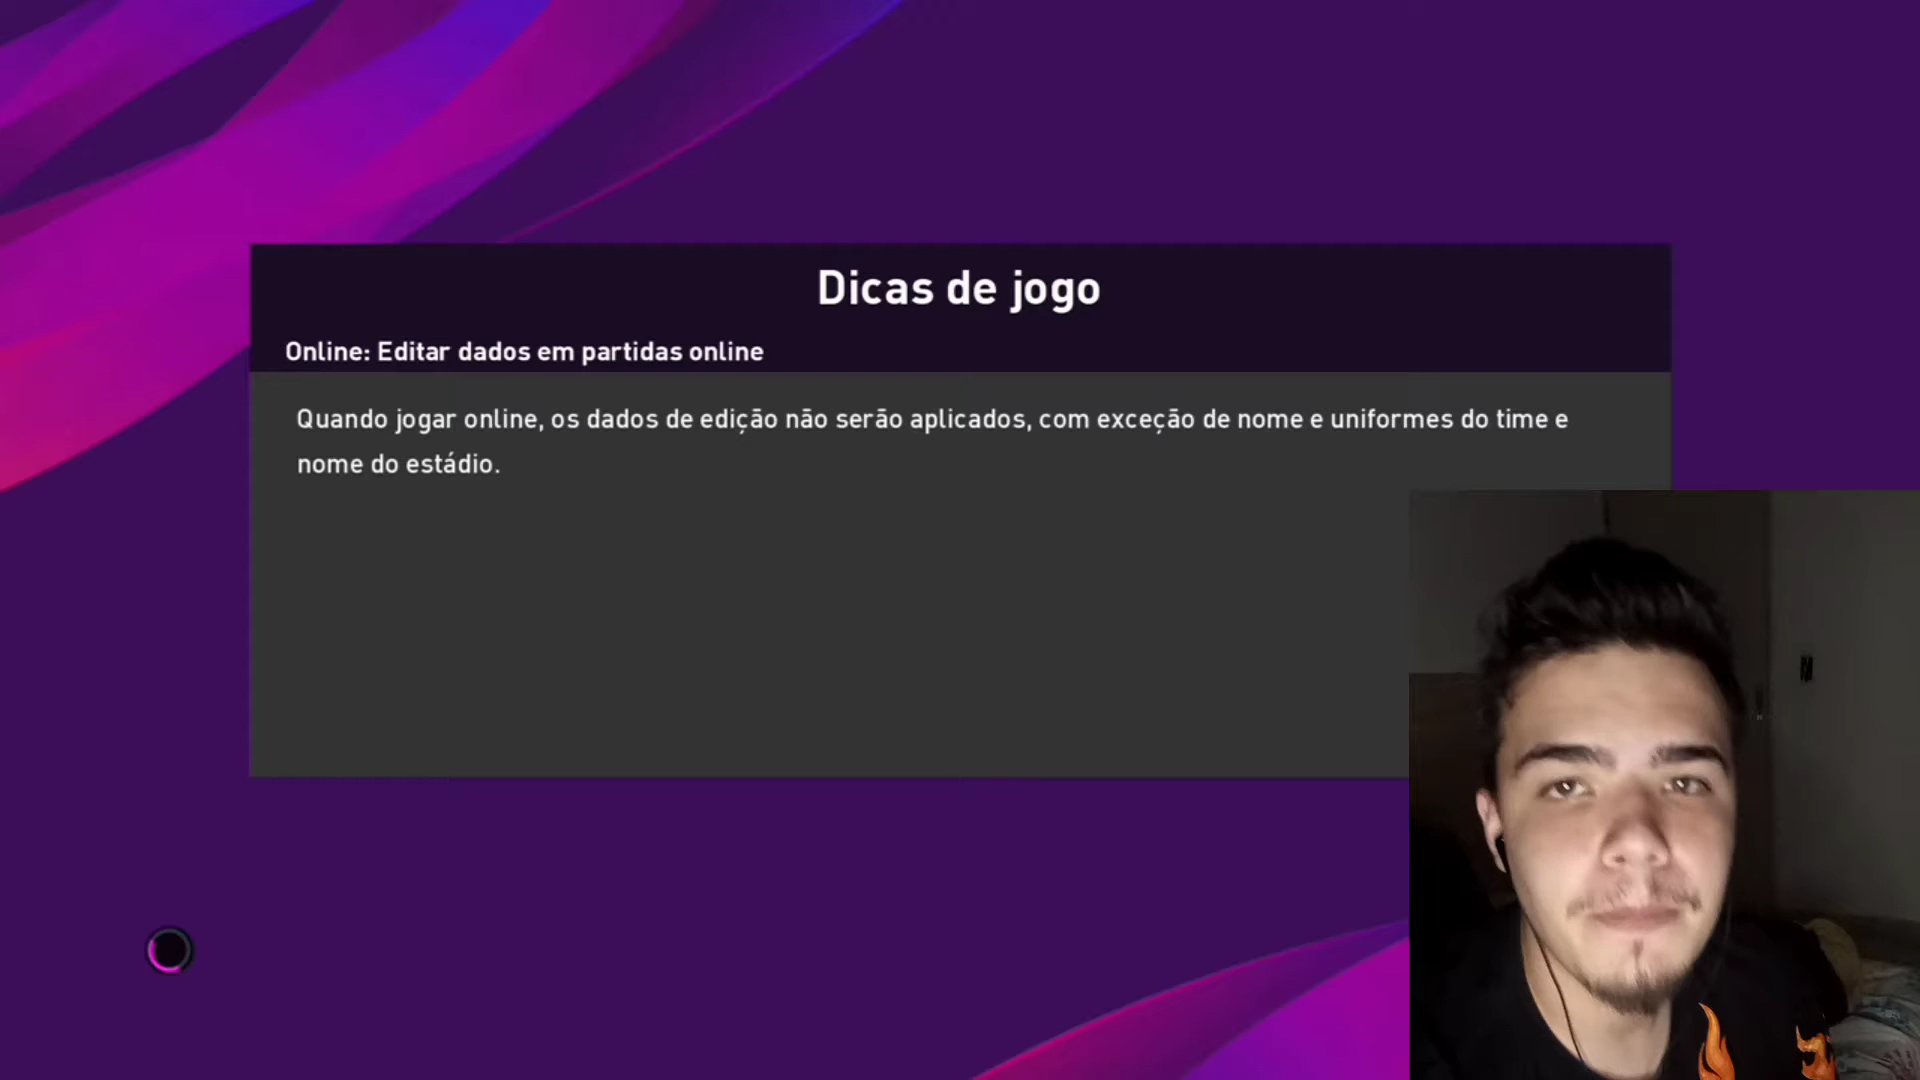 Dicas de jogo
Online: Editar dados em partidas online
Quando jogar online, os dados de edição não serão aplicados, com exceção de nome e uniformes do time e
nome do estádio.